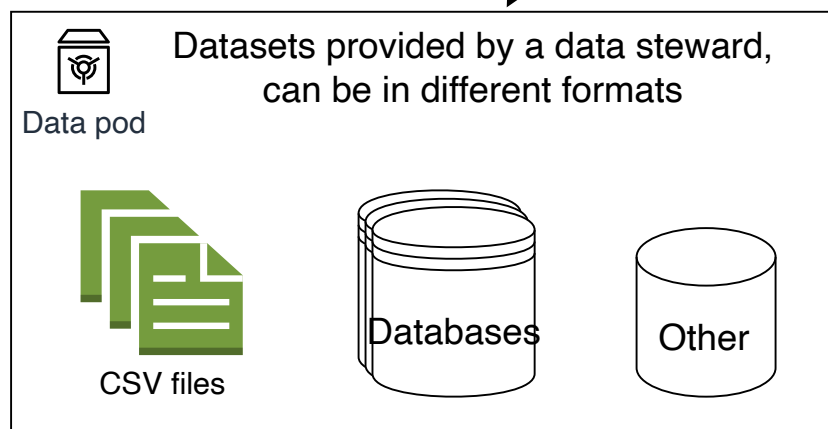 Datasets provided by a data steward,
can be in different formats
Data pod
CSV files
Databases
Other